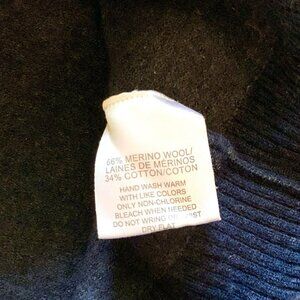 66% MERINO WOOL/
LAINES DE MERINOS
34% COTTON/COTON
HAND WASH WARM
WITH LIKE COLORS
ONLY NON-CHLORINE
BLEACH WHEN NEEDED
DO NOT WRING
DRY FLAT